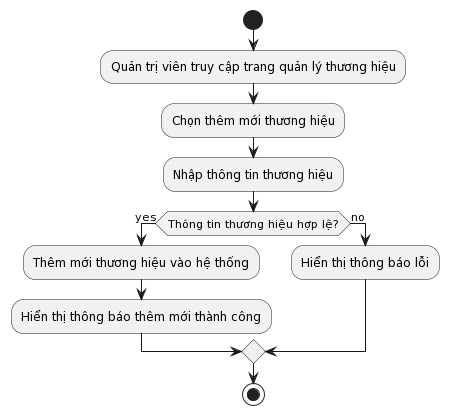 Quản trị viên truy cập trang quản lý thương hiệu
Chọn thêm mới thương hiệu
Nhập thông tin thương hiệu
Thông tin thương hiệu hợp lệ?
yes
no
Thêm mới thương hiệu vào hệ thống
Hiển thị thông báo lỗi
Hiển thị thông báo thêm mới thành công